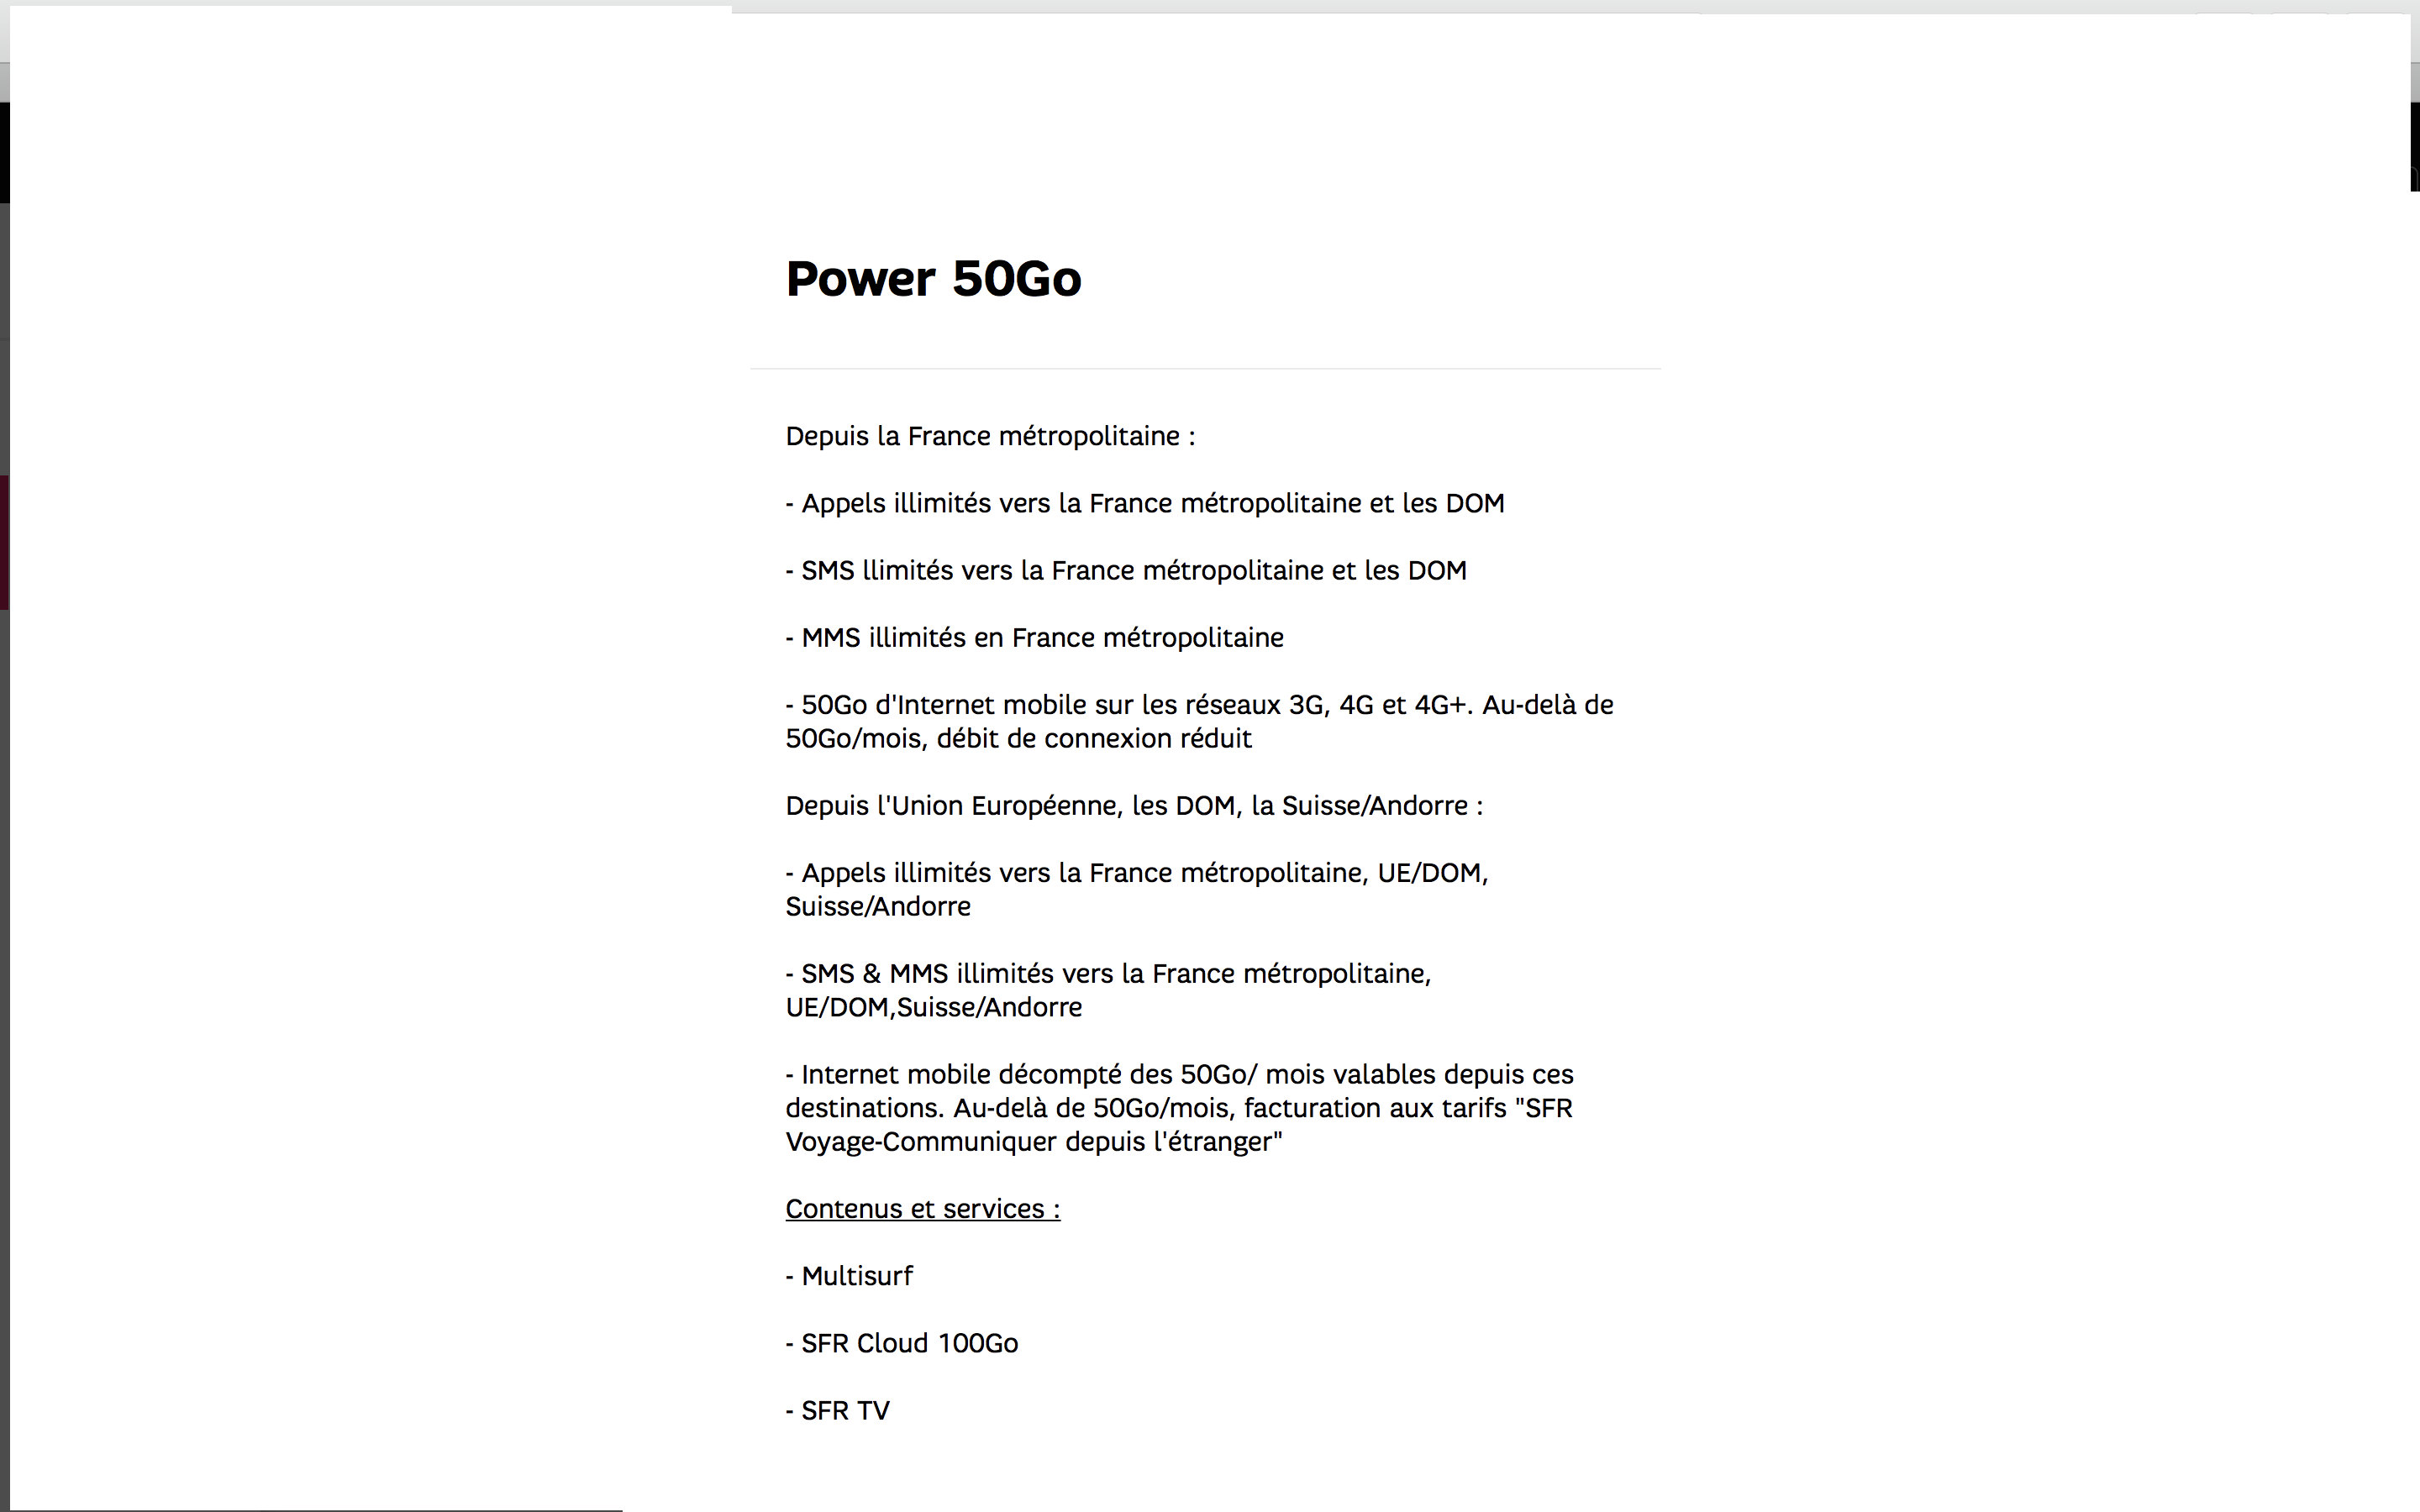 Power 50Go
Depuis la France métropolitaine :
- Appels illimités vers la France métropolitaine et les DOM
- SMS llimités vers la France métropolitaine et les DOM
- MMS illimités en France métropolitaine
- 50Go d'Internet mobile sur les réseaux 3G, 4G et 4G+. Au-delà de
50Go/mois, débit de connexion réduit
Depuis l'Union Européenne, les DOM, la Suisse/Andorre :
- Appels illimités vers la France métropolitaine, UE/DOM,
Suisse/Andorre
- SMS & MMS illimités vers la France métropolitaine,
UE/DOM,Suisse/Andorre
- Internet mobile décompté des 50Go/ mois valables depuis ces
destinations. Au-delà de 50Go/mois, facturation aux tarifs "SFR
Voyage-Communiquer depuis l'étranger"
Contenus et services :
- Multisurf
- SFR Cloud 100Go
- SFR TV